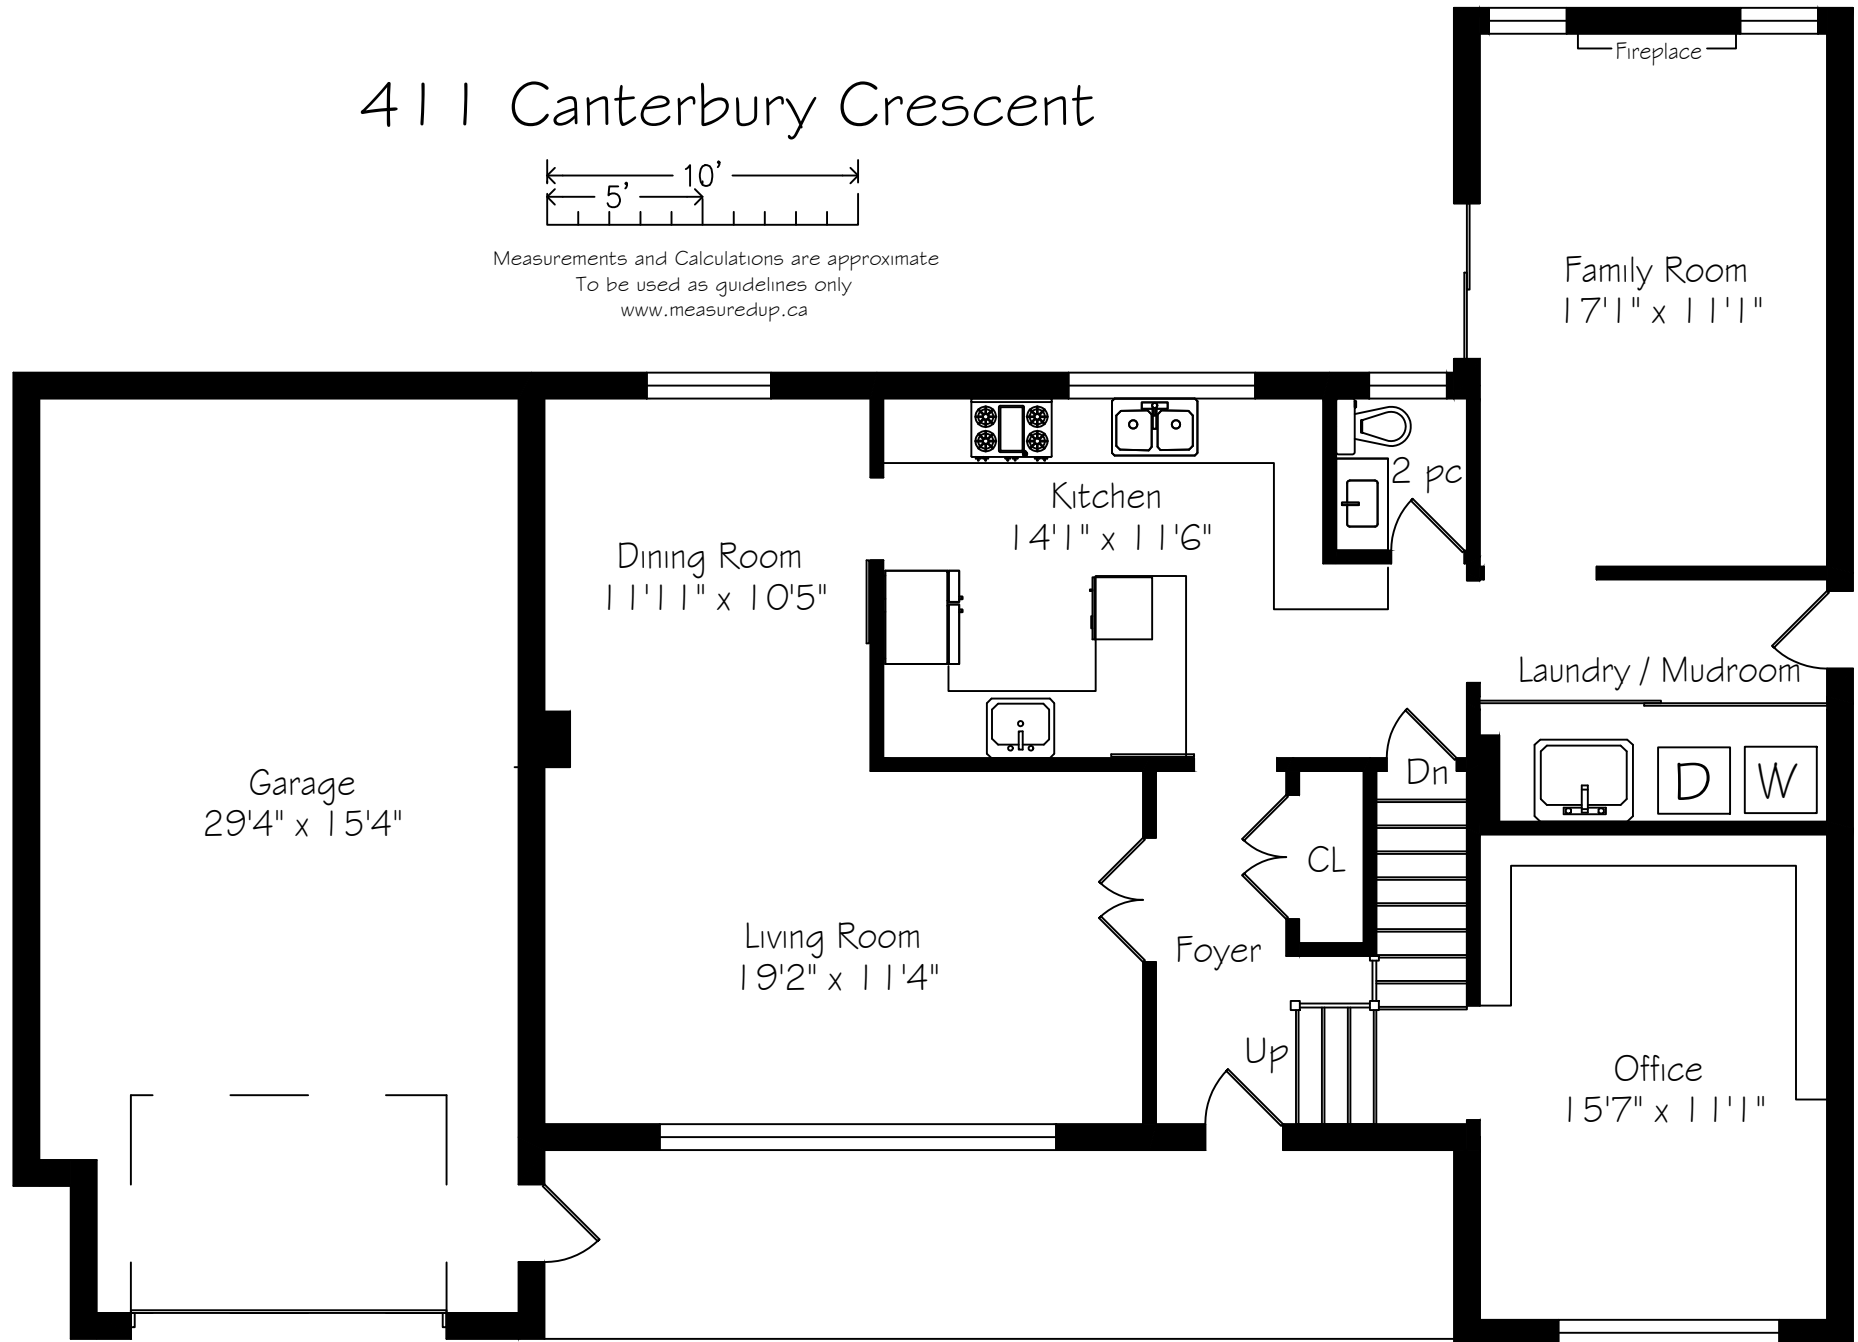 Fireplace
411 Canterbury Crescent
10'
5'
Measurements and Calculations are approximate
To be used as guidelines only
www.measuredup.ca
Family Room
17'1" x 11'1"
2 pc
Kitchen
14'1" x 11'6"
Dining Room
11'11" x 10'5"
Laundry / Mudroom
Dn
D
W
Garage
29'4" x 15'4"
CL
Living Room
19'2" x 11'4"
Foyer
Up
Office
15'7" x 11'1"